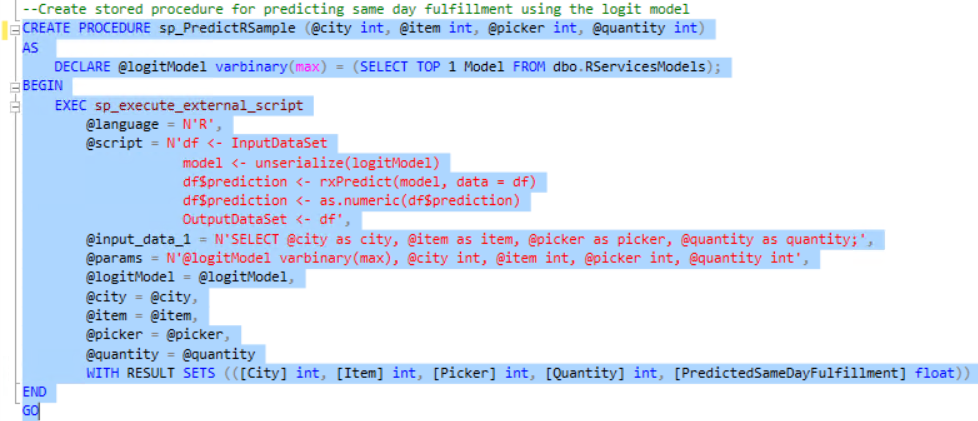 --Create stored procedure for predicting same day fulfillment using the logit model
CREATE PROCEDURE sp_PredictRSample (@city int, @item int, @picker int, @quantity int)
AS
    DECLARE @logitModel varbinary(max) = (SELECT TOP 1 Model FROM dbo.RServicesModels);
BEGIN
    EXEC sp_execute_external_script
        @language = N'R',
        @script = N'df <- InputDataSet
                    model <- unserialize(logitModel)
                    df$prediction <- rxPredict(model, data = df)
                    df$prediction <- as.numeric(df$prediction)
                    OutputDataSet <- df',
        @input_data_1 = N'SELECT @city as city, @item as item, @picker as picker, @quantity as quantity;',
        @params = N'@logitModel varbinary(max), @city int, @item int, @picker int, @quantity int',
        @logitModel = @logitModel,
        @city = @city,
        @item = @item,
        @picker = @picker,
        @quantity = @quantity
        WITH RESULT SETS (([City] int, [Item] int, [Picker] int, [Quantity] int, [PredictedSameDayFulfillment] float))
END
GO